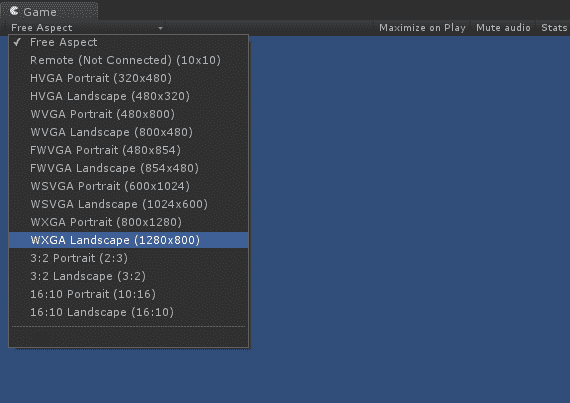 Game
Free Aspect Maximize on Play Mute audio Stats
Free Aspect
Remote (Not Connected) (10x10)
HVGA Portrait (320x480)
HVGA Landscape (480x320)
WVGA Portrait (480x800)
WVGA Landscape (800x480)
FWVGA Portrait (480x854)
FWVGA Landscape (854x480)
WSVGA Portrait (600x1024)
WSVGA Landscape (1024x600)
WXGA Portrait (800x1280)
WXGA Landscape (1280x800)
3:2 Portrait (2:3)
3:2 Landscape (3:2)
16:10 Portrait (10:16)
16:10 Landscape (16:10)